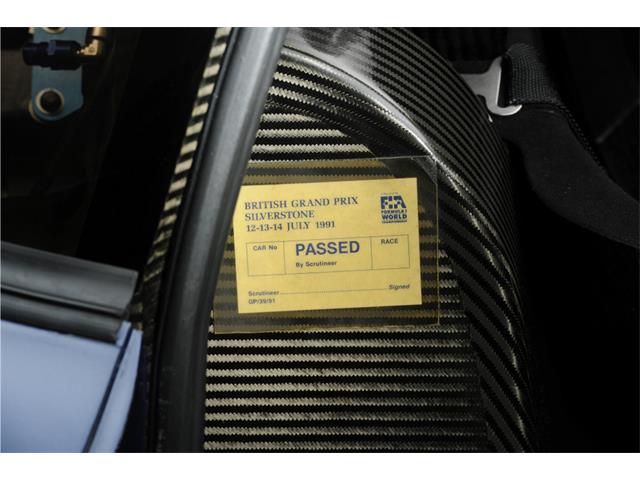 BRITISH GRAND PRIX
SILVERSTONE
12-13-14 JULY 1991
FIA
FORMULA 1
WORLD
CHAMPIONSHIP
CAR No
PASSED
RACE
By Scrutineer
Scrutineer
Signed
GP/39/91